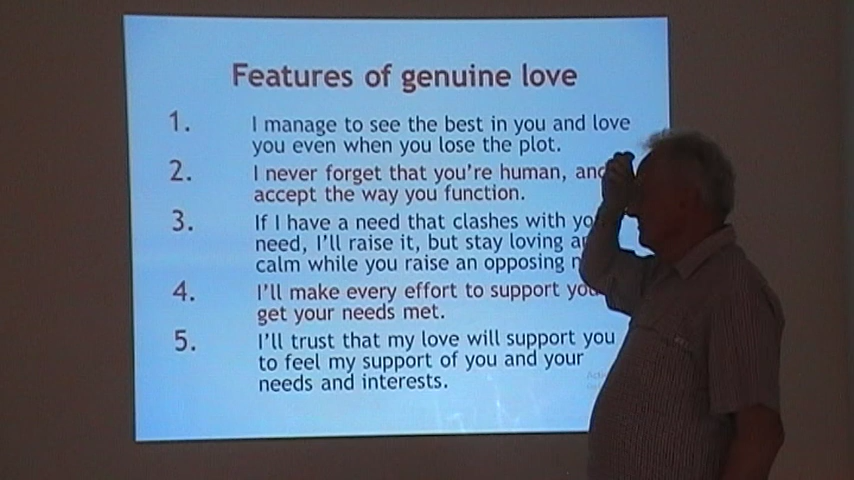 Features of genuine love
1. I manage to see the best in you and love
you even when you lose the plot.
2. I never forget that you're human, and
accept the way you function.
3. If I have a need that clashes with
need, I'll raise it, but stay loving
calm while you raise an opposing
4. I'll make every effort to support you
get your needs met.
5. I'll trust that my love will support you
to feel my support of you and your
needs and interests.